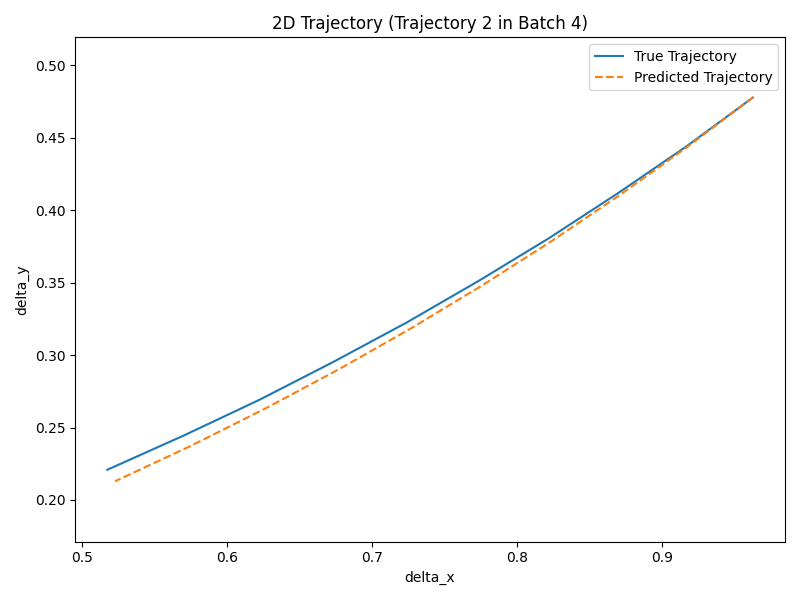 2D Trajectory (Trajectory 2 in Batch 4)
True Trajectory
Predicted Trajectory
0.50
0.45
0.40
0.35
0.30
0.25
0.20
delta_y
0.5 0.6 0.7 0.8 0.9
delta_x